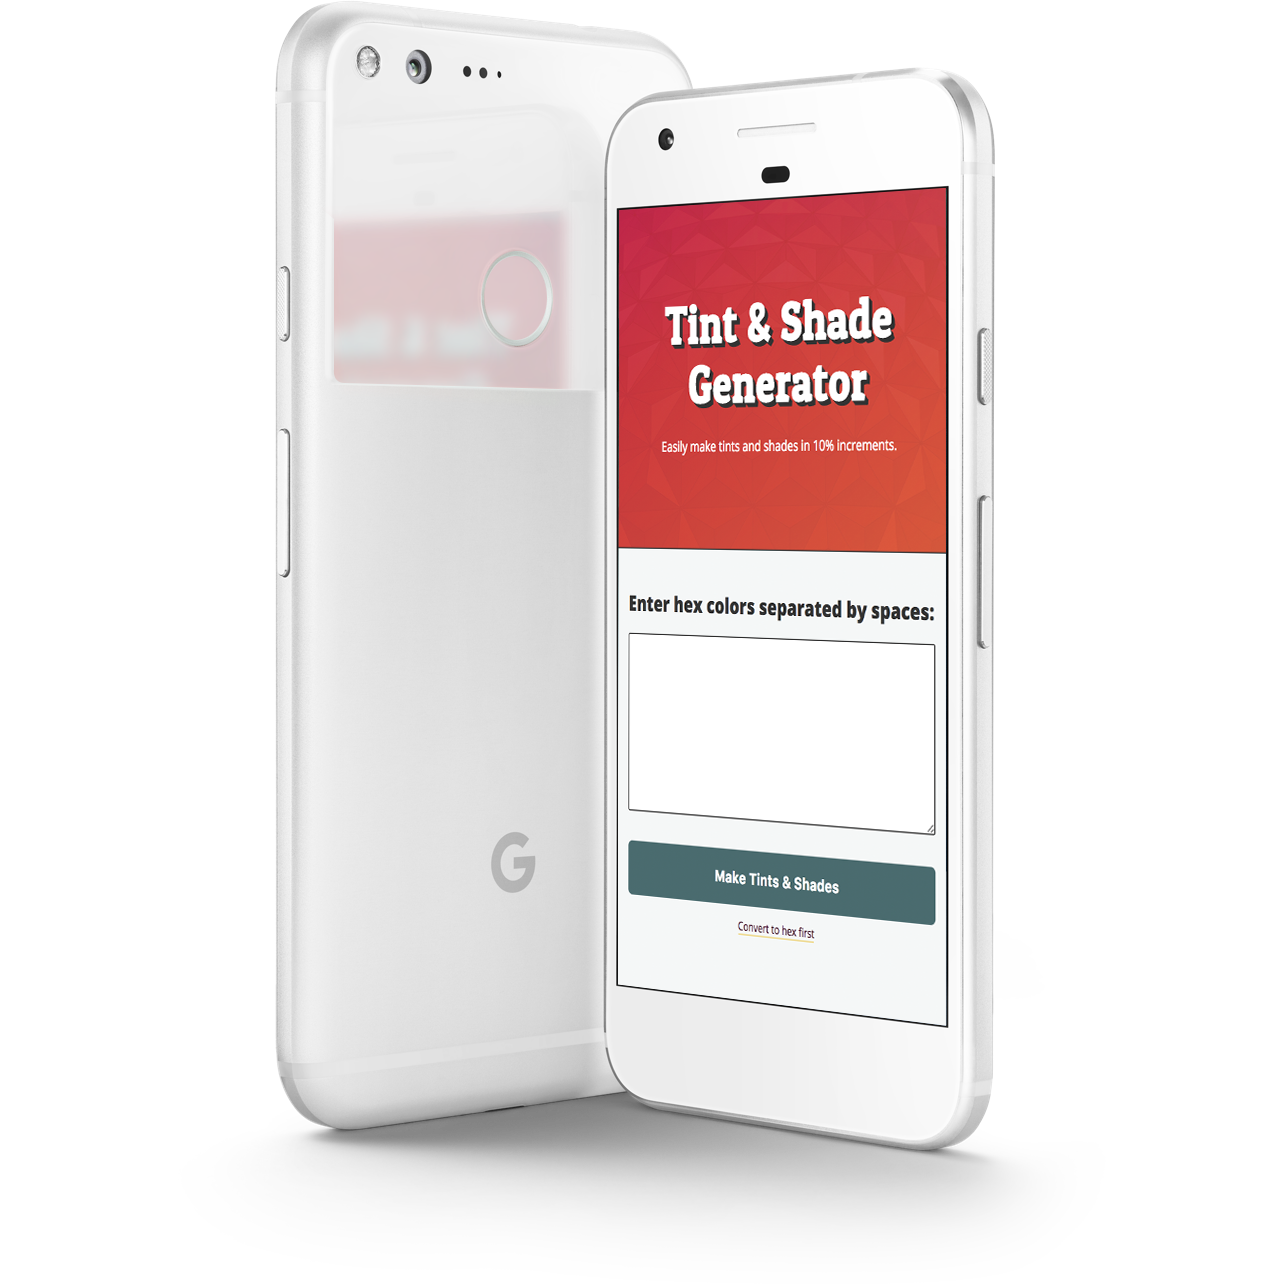 Tint & Shade
Generator
Easily make tints and shades in 10% increments.
Enter hex colors separated by spaces:
Make Tints & Shades
Convert to hex first
G